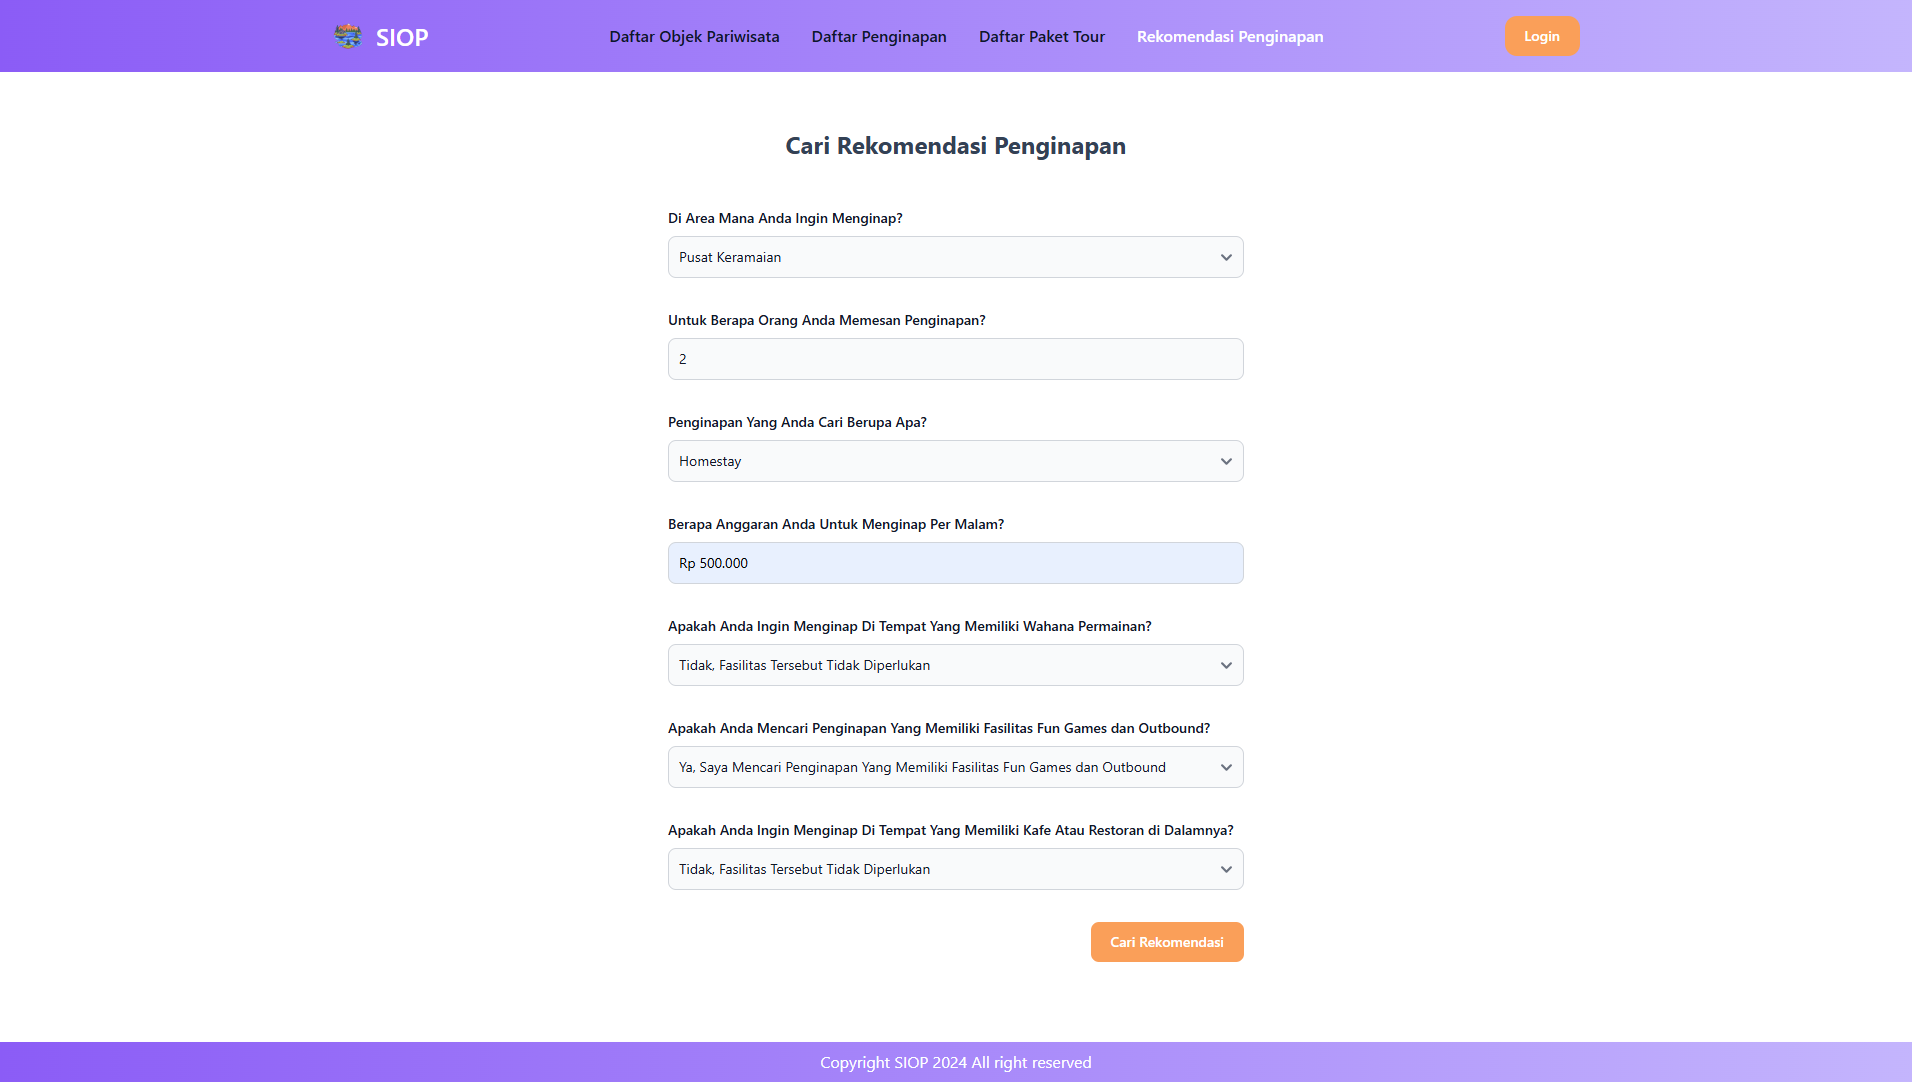 SIOP
Daftar Objek Pariwisata
Daftar Penginapan
Daftar Paket Tour
Rekomendasi Penginapan
Login
Cari Rekomendasi Penginapan
Di Area Mana Anda Ingin Menginap?
Pusat Keramaian
Untuk Berapa Orang Anda Memesan Penginapan?
2
Penginapan Yang Anda Cari Berupa Apa?
Homestay
Berapa Anggaran Anda Untuk Menginap Per Malam?
Rp 500.000
Apakah Anda Ingin Menginap Di Tempat Yang Memiliki Wahana Permainan?
Tidak, Fasilitas Tersebut Tidak Diperlukan
Apakah Anda Mencari Penginapan Yang Memiliki Fasilitas Fun Games dan Outbound?
Ya, Saya Mencari Penginapan Yang Memiliki Fasilitas Fun Games dan Outbound
Apakah Anda Ingin Menginap Di Tempat Yang Memiliki Kafe Atau Restoran di Dalamnya?
Tidak, Fasilitas Tersebut Tidak Diperlukan
Cari Rekomendasi
Copyright SIOP 2024 All right reserved